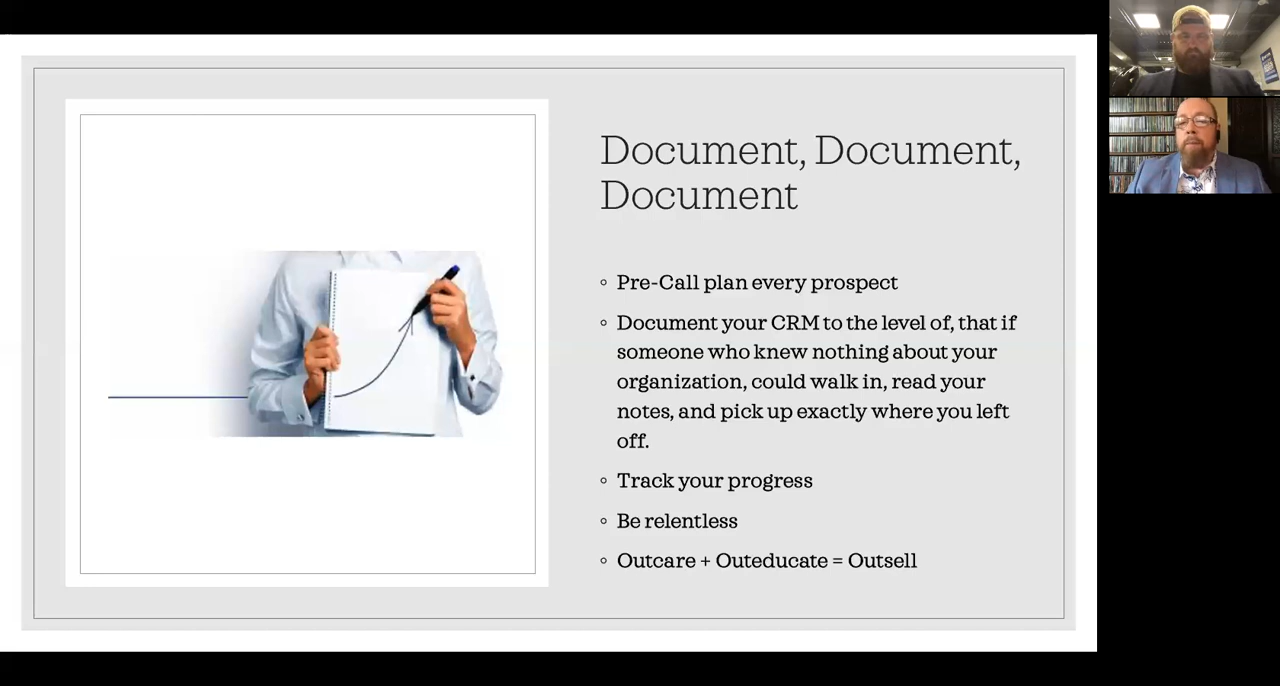 Document, Document,
Document
Pre-Call plan every prospect
Document your CRM to the level of, that if
someone who knew nothing about your
organization, could walk in, read your
notes, and pick up exactly where you left
off.
Track your progress
Be relentless
Outcare + Outeducate = Outsell